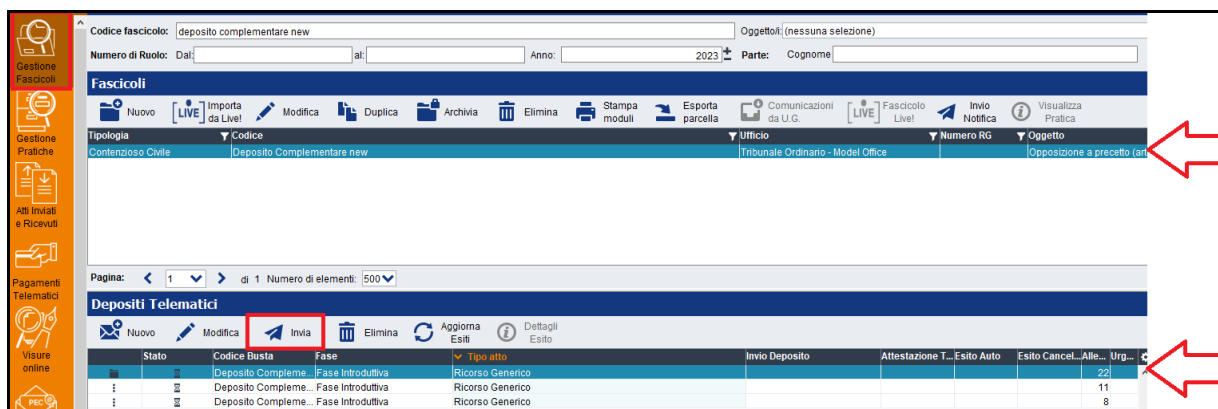 Gestione
Fascicoli
Gestione
Pratiche
Atti Inviati
e Ricevuti
Pagamenti
Telematici
Visure
online
PEC
Codice fascicolo: deposito complementare new Oggetto/i: (nessuna selezione)
Numero di Ruolo: Dal: al: Anno: 2023 Parte: Cognome
Fascicoli
Nuovo LIVE Importa da Live! Modifica Duplica Archivia Elimina Stampa moduli Esporta parcella Comunicazioni da U.G. LIVE Fascicolo Live! Invio Notifica Visualizza Pratica
Tipologia Codice Ufficio Numero RG Oggetto
Contenzioso Civile Deposito Complementare new Tribunale Ordinario - Model Office Opposizione a precetto (art
Pagina: 1 di 1 Numero di elementi: 500
Depositi Telematici
Nuovo Modifica Invia Elimina Aggiorna Esiti Dettagli Esito
Stato Codice Busta Fase Tipo atto Invio Deposito Attestazione T... Esito Auto Esito Cancel... Alle... Urg...
Deposito Compleme... Fase Introduttiva Ricorso Generico 22
Deposito Compleme... Fase Introduttiva Ricorso Generico 11
Deposito Compleme... Fase Introduttiva Ricorso Generico 8